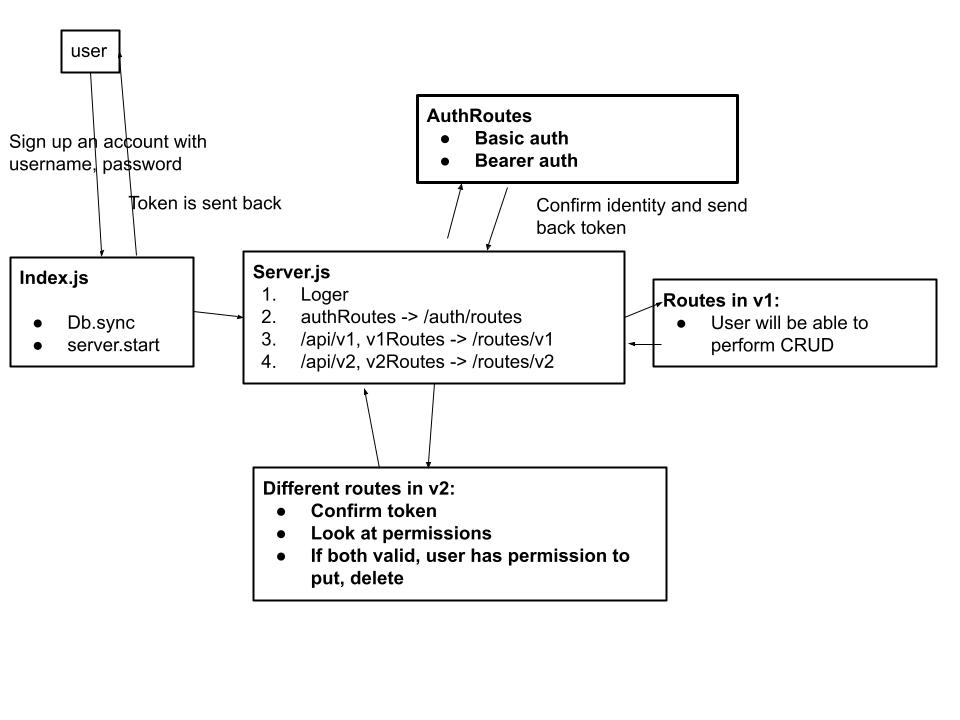 user
Sign up an account with
username, password
Token is sent back
AuthRoutes
● Basic auth
● Bearer auth
Confirm identity and send
back token
Index.js
● Db.sync
● server.start
Server.js
1. Loger
2. authRoutes -> /auth/routes
3. /api/v1, v1Routes -> /routes/v1
4. /api/v2, v2Routes -> /routes/v2
Routes in v1:
● User will be able to
perform CRUD
Different routes in v2:
● Confirm token
● Look at permissions
● If both valid, user has permission to
put, delete